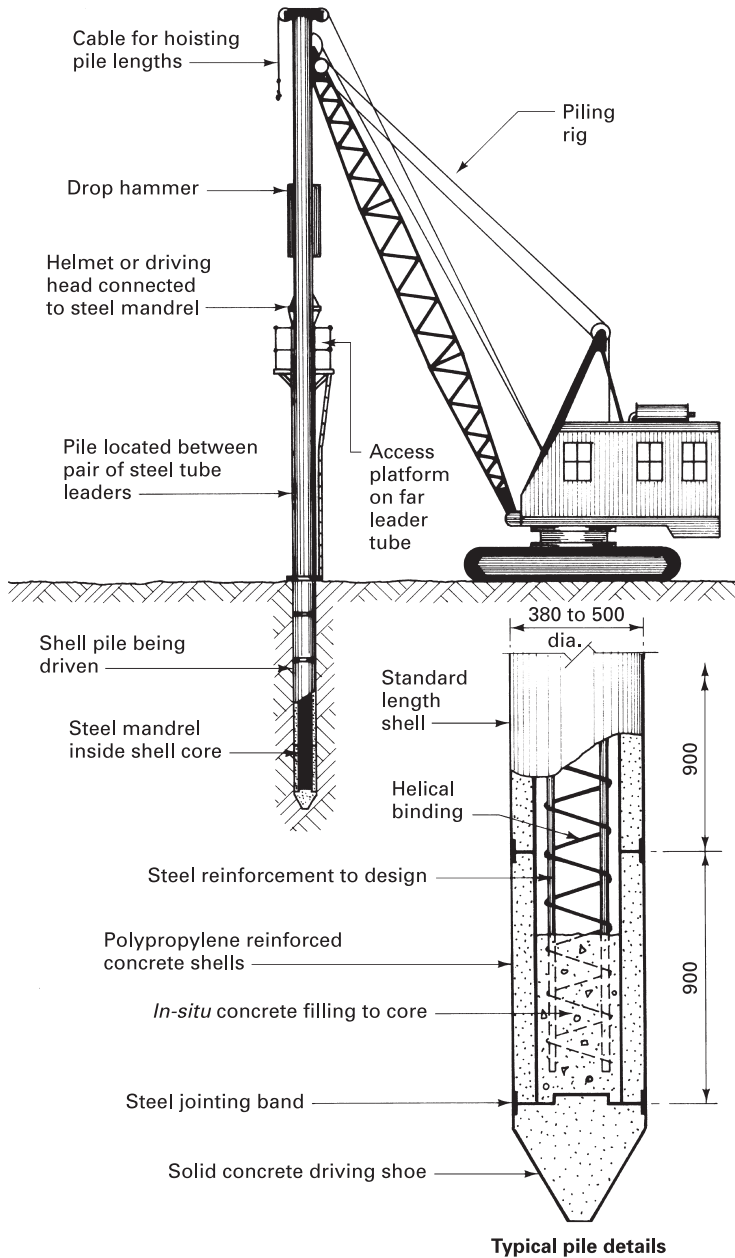 Cable for hoisting
pile lengths
Piling
rig
Drop hammer
Helmet or driving
head connected
to steel mandrel
Pile located between
pair of steel tube
leaders
Access
platform
on far
leader
tube
380 to 500
dia.
Shell pile being
driven
Standard
length
shell
Steel mandrel
inside shell core
900
Helical
binding
Steel reinforcement to design
Polypropylene reinforced
concrete shells
900
In-situ concrete filling to core
Steel jointing band
Solid concrete driving shoe
Typical pile details